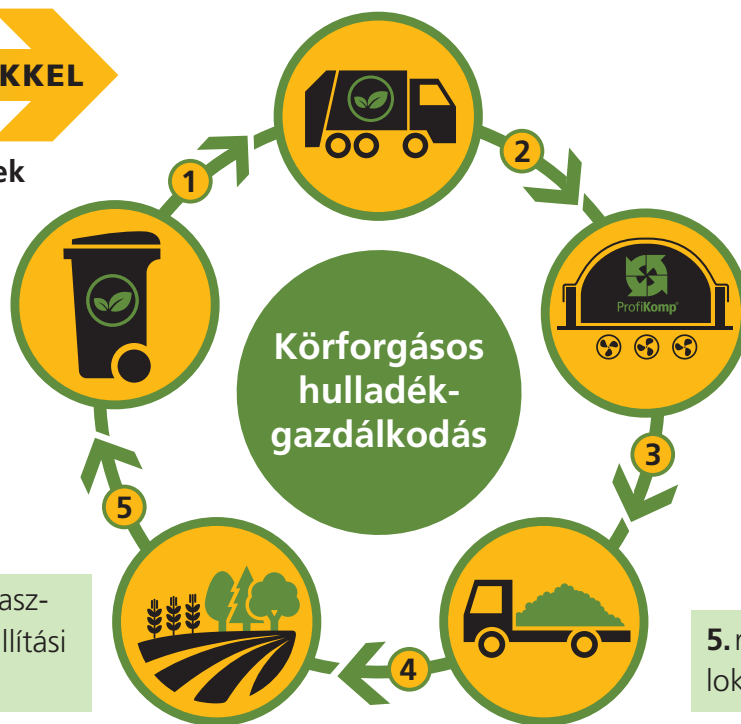 KKEL
ek
1
2
ProfiKomp®
Körforgásos
hulladék-
gazdálkodás
3
5
4
asz-
llítási
5. r
lok